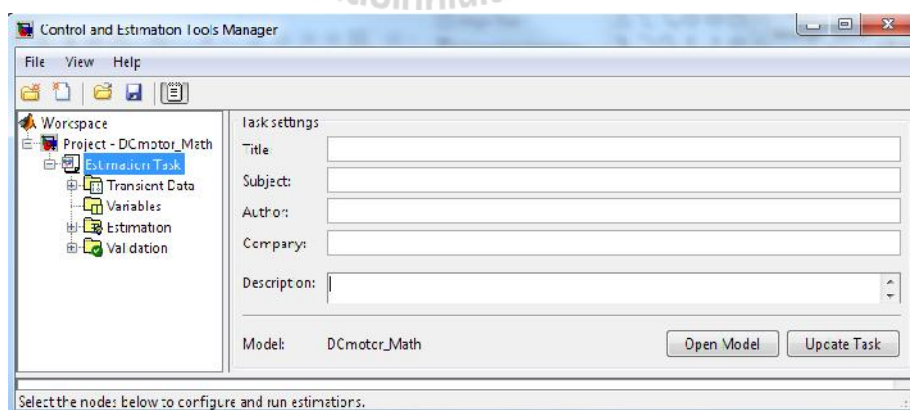 Control and Estimation Tools Manager
File View Help
Workspace
Project - DCmotor_Math
Estimation Task
Transient Data
Variables
Estimation
Validation
Task settings
Title
Subject:
Author:
Company:
Description:
Model: DCmotor_Math
Open Model
Update Task
Select the nodes below to configure and run estimations.